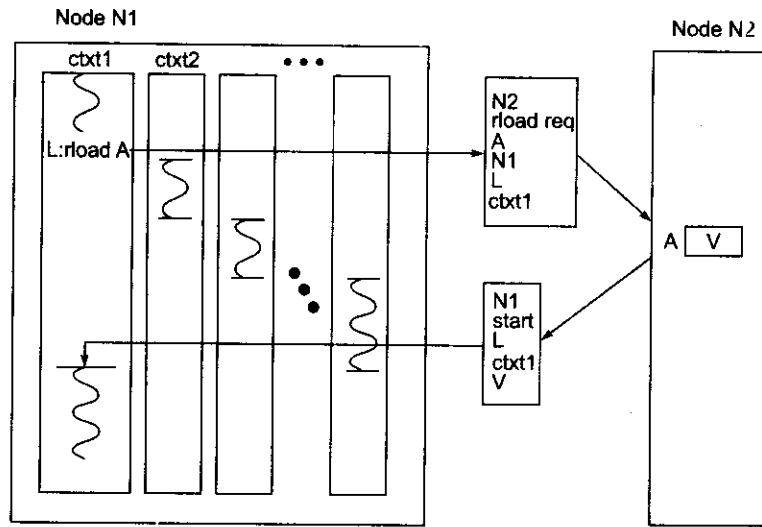 Node N1
Node N2
ctxt1 ctxt2 •••
L:rload A
N2
rload req
A
N1
L
ctxt1
A V
N1
start
L
ctxt1
V